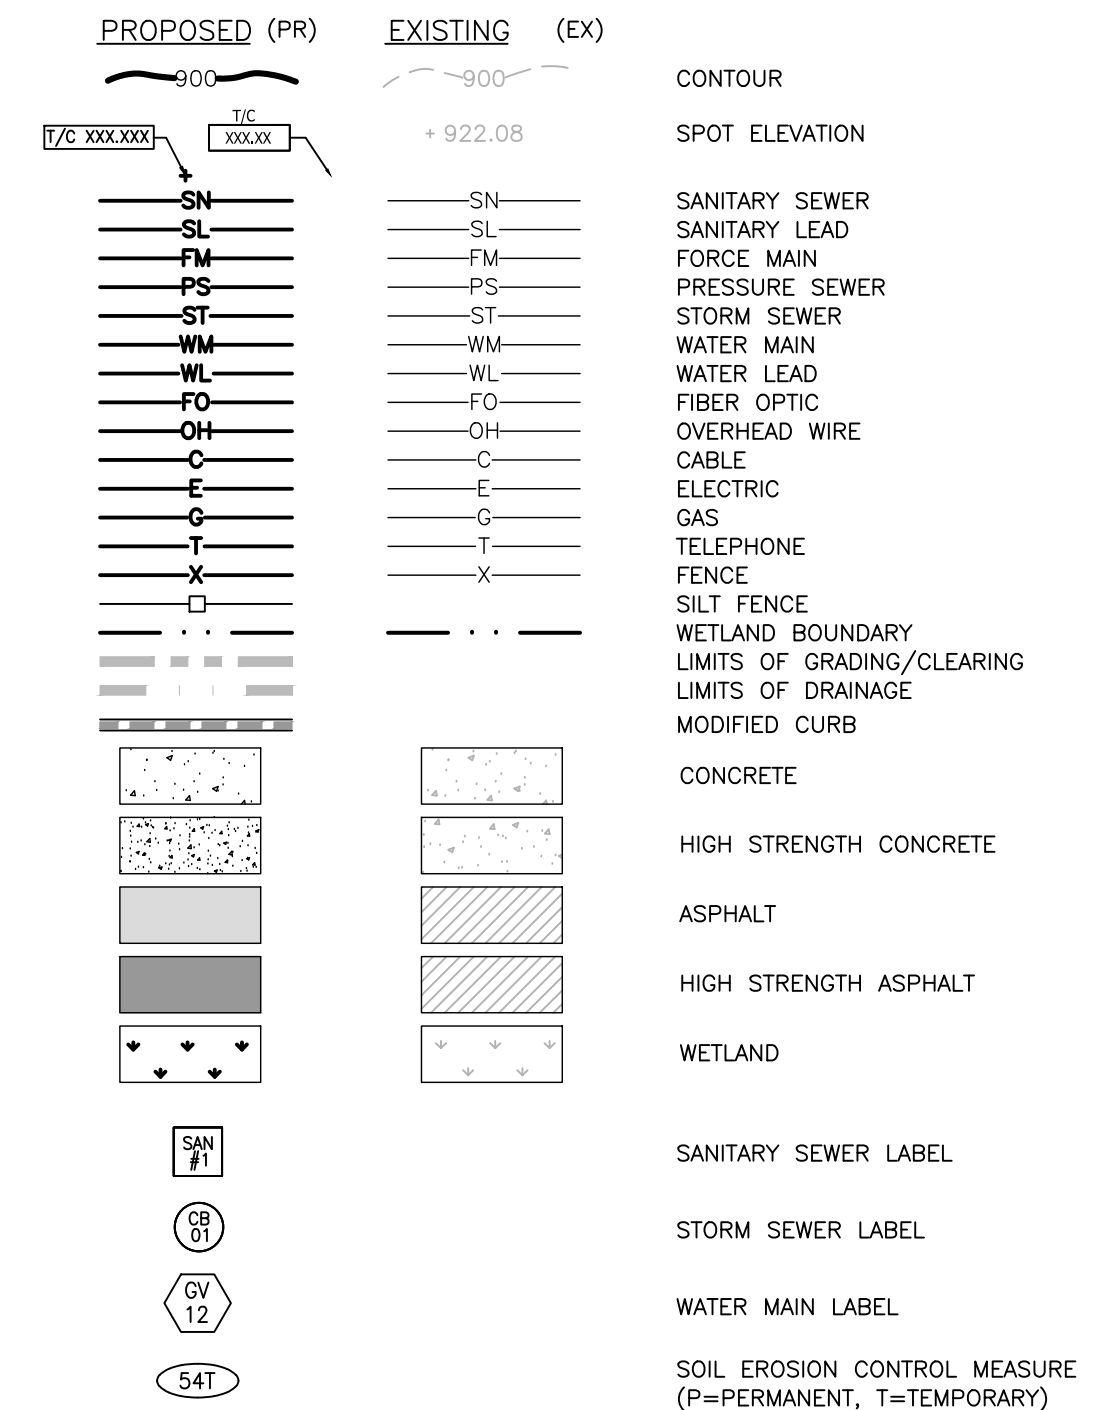 PROPOSED (PR) EXISTING (EX)
900 900 CONTOUR
T/C
T/C XXX.XXX XXX.XX + 922.08 SPOT ELEVATION
SN SN SANITARY SEWER
SL SL SANITARY LEAD
FM FM FORCE MAIN
PS PS PRESSURE SEWER
ST ST STORM SEWER
WM WM WATER MAIN
WL WL WATER LEAD
FO FO FIBER OPTIC
OH OH OVERHEAD WIRE
C C CABLE
E E ELECTRIC
G G GAS
T T TELEPHONE
X X FENCE
SILT FENCE
WETLAND BOUNDARY
LIMITS OF GRADING/CLEARING
LIMITS OF DRAINAGE
MODIFIED CURB
CONCRETE
HIGH STRENGTH CONCRETE
ASPHALT
HIGH STRENGTH ASPHALT
WETLAND
SAN
#1 SANITARY SEWER LABEL
CB
01 STORM SEWER LABEL
GV
12 WATER MAIN LABEL
54T SOIL EROSION CONTROL MEASURE
(P=PERMANENT, T=TEMPORARY)